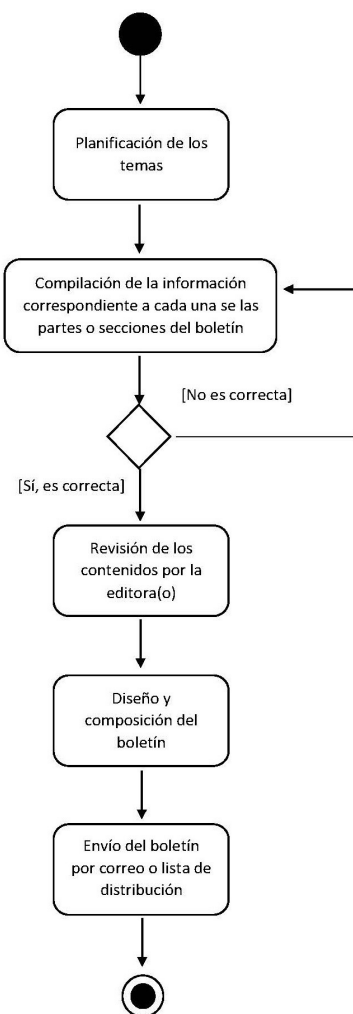 Planificación de los
temas
Compilación de la información
correspondiente a cada una se las
partes o secciones del boletín
[No es correcta]
[Sí, es correcta]
Revisión de los
contenidos por la
editora(o)
Diseño y
composición del
boletín
Envío del boletín
por correo o lista de
distribución